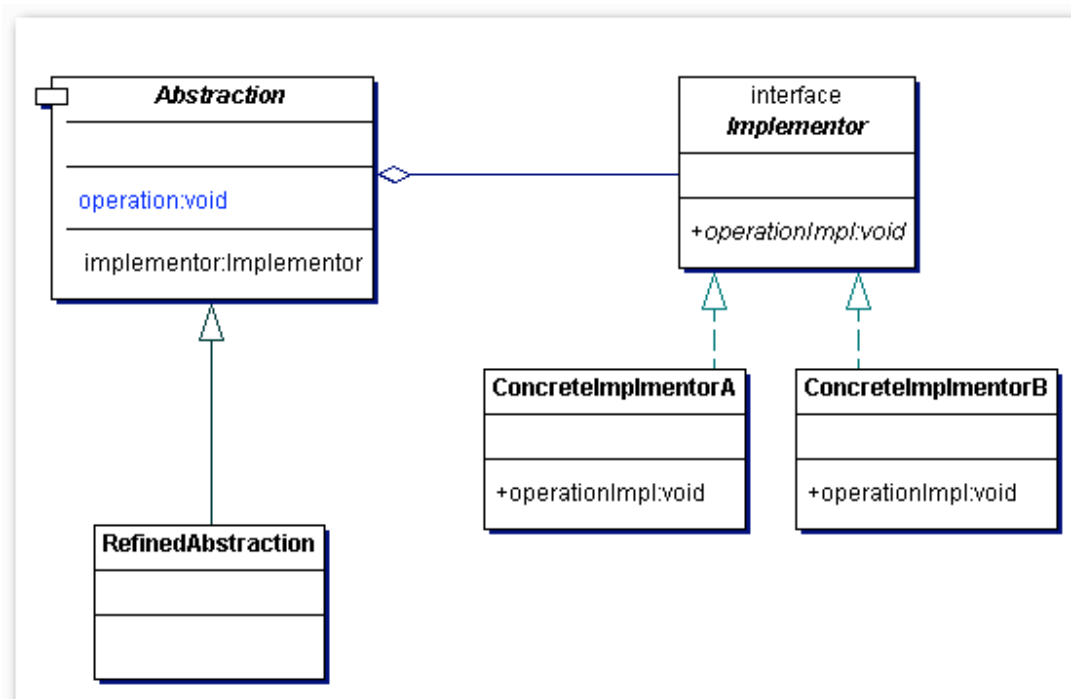 Abstraction
operation:void
implementor:Implementor
interface
Implementor
+operationImpl:void
ConcreteImplmentorA
+operationImpl:void
ConcreteImplmentorB
+operationImpl:void
RefinedAbstraction